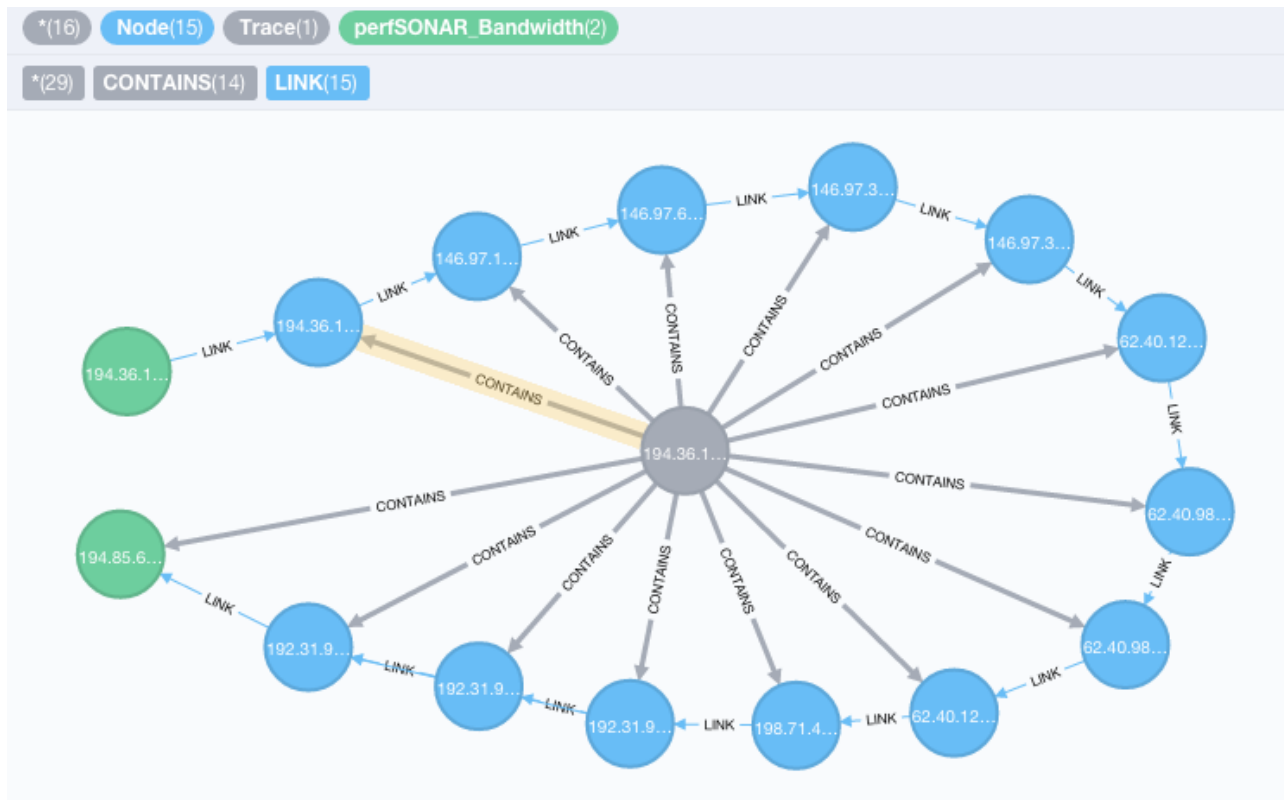 *(16) Node(15) Trace(1) perfSONAR_Bandwidth(2)
*(29) CONTAINS(14) LINK(15)
146.97.3...
LINK
146.97.6...
LINK
146.97.3...
LINK
146.97.1...
LINK
LINK
194.36.1...
62.40.12...
CONTAINS
CONTAINS
LINK
CONTAINS
CONTAINS
194.36.1...
CONTAINS
CONTAINS
LINK
194.36.1...
CONTAINS
CONTAINS
62.40.98...
194.85.6...
CONTAINS
CONTAINS
CONTAINS
CONTAINS
CONTAINS
CONTAINS
LINK
LINK
192.31.9...
62.40.98...
LINK
LINK
192.31.9...
LINK
192.31.9...
LINK
198.71.4...
LINK
62.40.12...